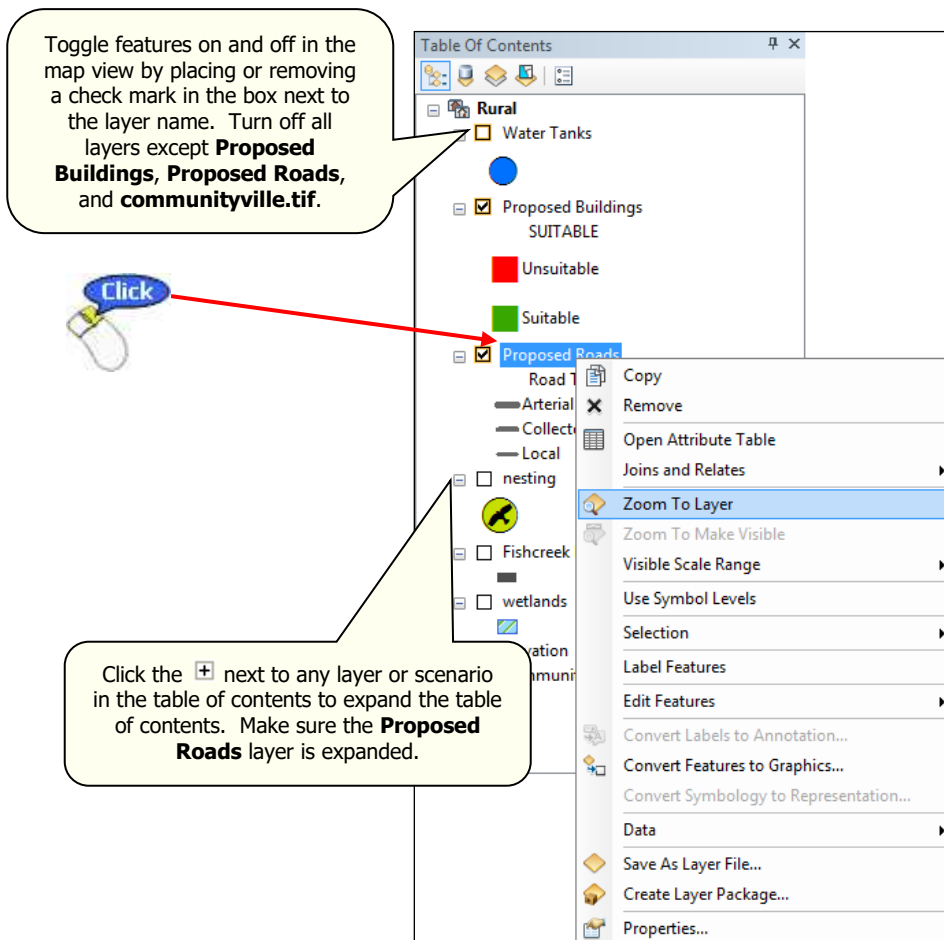 Toggle features on and off in the
map view by placing or removing
a check mark in the box next to
the layer name. Turn off all
layers except Proposed
Buildings, Proposed Roads,
and communityville.tif.
Click
Table Of Contents
Rural
Water Tanks
Proposed Buildings
SUITABLE
Unsuitable
Suitable
Proposed Roads
Road T
Arterial
Collect
Local
nesting
Fishcreek
wetlands
vation
mmuni
Click the + next to any layer or scenario
in the table of contents to expand the table
of contents. Make sure the Proposed
Roads layer is expanded.
Copy
Remove
Open Attribute Table
Joins and Relates
Zoom To Layer
Zoom To Make Visible
Visible Scale Range
Use Symbol Levels
Selection
Label Features
Edit Features
Convert Labels to Annotation...
Convert Features to Graphics...
Convert Symbology to Representation...
Data
Save As Layer File...
Create Layer Package...
Properties...